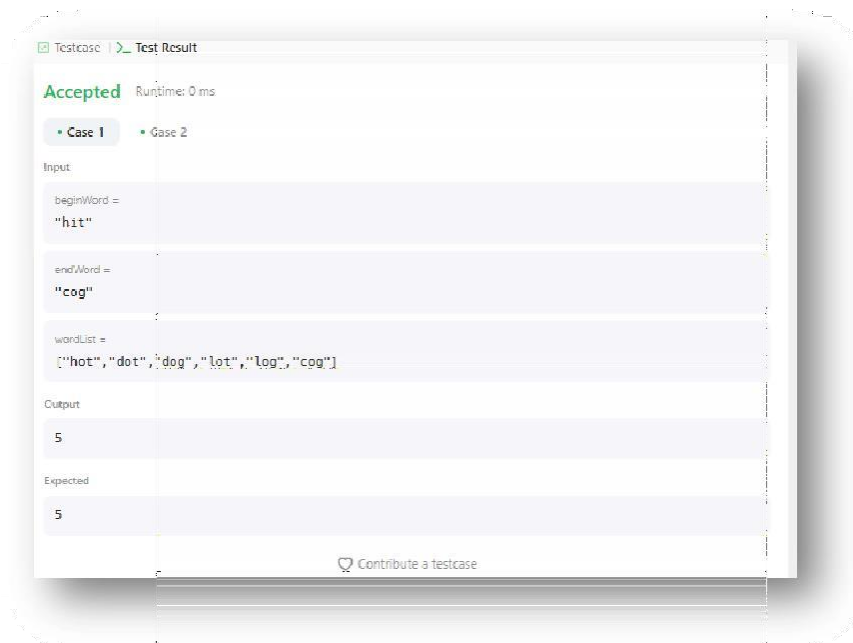 Testcase | >_ Test Result
Accepted Runtime: 0 ms
• Case 1 • Case 2
Input
beginWord =
"hit"
endWord =
"cog"
wordList =
["hot","dot","dog","lot","log","cog"]
Output
5
Expected
5
Contribute a testcase